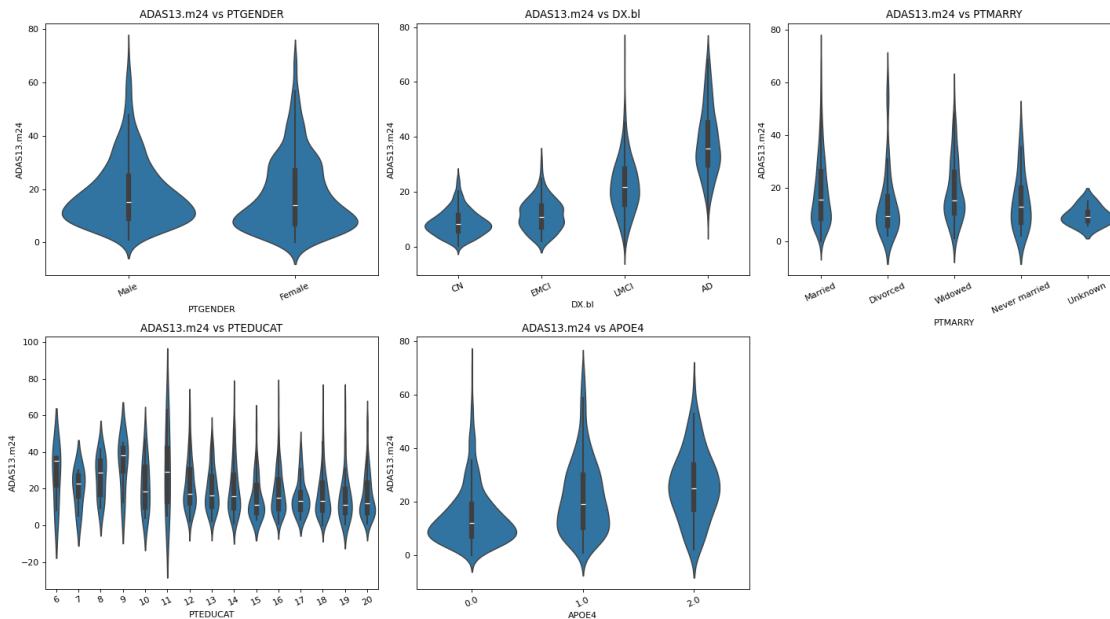 ADAS13.m24 vs PTGENDER
80
60
40
20
0
ADAS13.m24
Male
Female
PTGENDER
ADAS13.m24 vs DX.bl
80
60
40
20
0
ADAS13.m24
CN
EMCI
LMCI
AD
DX.bl
ADAS13.m24 vs PTMARRY
80
60
40
20
0
ADAS13.m24
Married
Divorced
Widowed
Never married
Unknown
PTMARRY
ADAS13.m24 vs PTEDUCAT
100
80
60
40
20
0
−20
ADAS13.m24
6
7
8
9
10
11
12
13
14
15
16
17
18
19
20
PTEDUCAT
ADAS13.m24 vs APOE4
80
60
40
20
0
ADAS13.m24
0.0
1.0
2.0
APOE4